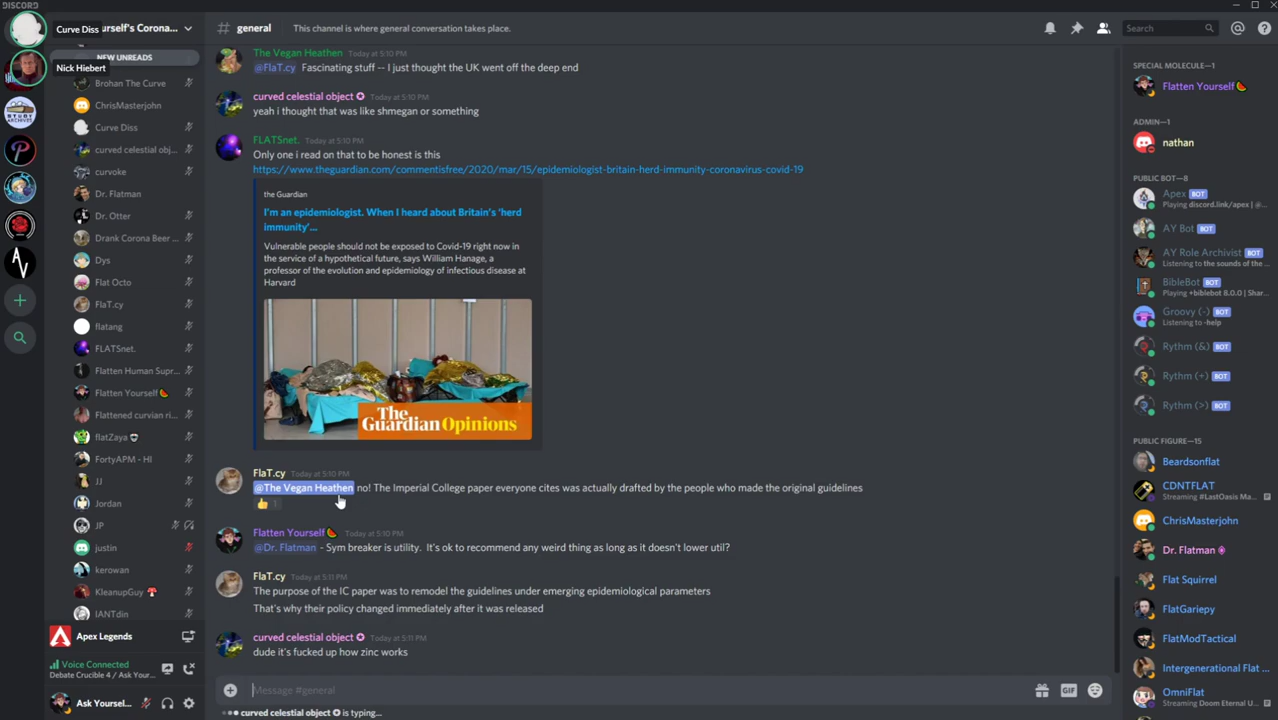 DISCORD
Curve Diss
urself's Corona...
# general
This channel is where general conversation takes place.
Search
NEW UNREADS
Nick Hiebert
Brohan The Curve
ChrisMasterjohn
Curve Diss
curved celestial obj...
curvoke
Dr. Flatman
Dr. Otter
Drank Corona Beer ...
Dys
Flat Octo
FlaT.cy
flatang
FLATSnet.
Flatten Human Supr...
Flatten Yourself🍉
Flattened curvian ri...
flatZaya
FortyAPM - HI
JJ
Jordan
JP
justin
kerowan
KleanupGuy 🍄
IANTdin
Apex Legends
Voice Connected
Debate Crucible 4 / Ask Your...
Ask Yoursel...
The Vegan Heathen Today at 5:10 PM
@FlaT.cy Fascinating stuff -- I just thought the UK went off the deep end
curved celestial object Today at 5:10 PM
yeah i thought that was like shmegan or something
FLATSnet. Today at 5:10 PM
Only one i read on that to be honest is this
https://www.theguardian.com/commentisfree/2020/mar/15/epidemiologist-britain-herd-immunity-coronavirus-covid-19
the Guardian
I'm an epidemiologist. When I heard about Britain's 'herd
immunity'...
Vulnerable people should not be exposed to Covid-19 right now in
the service of a hypothetical future, says William Hanage, a
professor of the evolution and epidemiology of infectious disease at
Harvard
The
Guardian Opinions
FlaT.cy Today at 5:10 PM
@The Vegan Heathen no! The Imperial College paper everyone cites was actually drafted by the people who made the original guidelines
👍 1
Flatten Yourself🍉 Today at 5:10 PM
@Dr. Flatman - Sym breaker is utility. It's ok to recommend any weird thing as long as it doesn't lower util?
FlaT.cy Today at 5:11 PM
The purpose of the IC paper was to remodel the guidelines under emerging epidemiological parameters
That's why their policy changed immediately after it was released
curved celestial object Today at 5:11 PM
dude it's fucked up how zinc works
Message #general
GIF
curved celestial object is typing...
SPECIAL MOLECULE—1
Flatten Yourself🍉
ADMIN—1
nathan
PUBLIC BOT—8
Apex BOT
Playing discord.link/apex | @...
AY Bot BOT
AY Role Archivist BOT
Listening to the sounds of the ...
BibleBot BOT
Playing +biblebot 8.0.0 | Shar...
Groovy (-) BOT
Listening to -help
Rythm (&) BOT
Rythm (+) BOT
Rythm (>) BOT
PUBLIC FIGURE—15
Beardsonflat
CDNTFLAT
Streaming #LastOasis Ma...
ChrisMasterjohn
Dr. Flatman
Flat Squirrel
FlatGariepy
FlatModTactical
Intergenerational Flat ...
OmniFlat
Streaming Doom Eternal U...